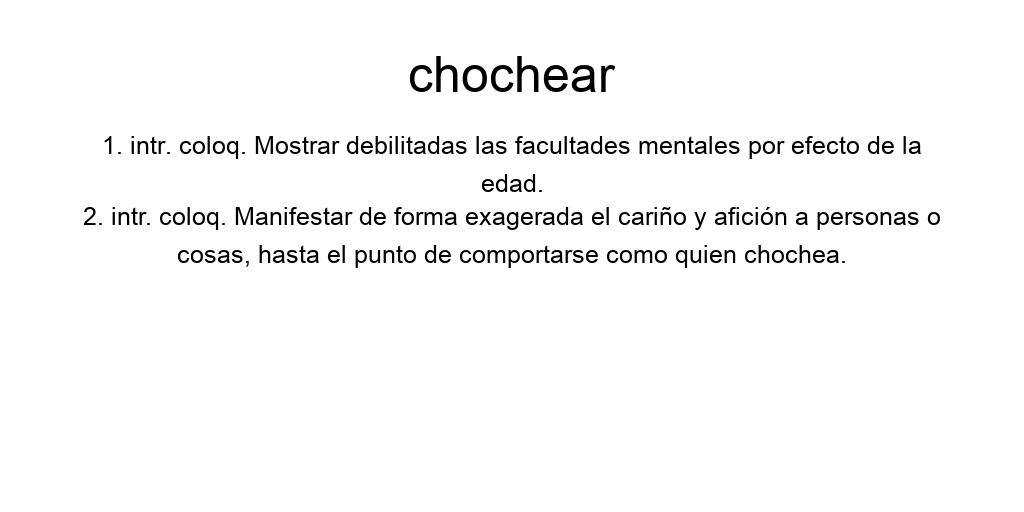 chochear
1. intr. coloq. Mostrar debilitadas las facultades mentales por efecto de la
edad.
2. intr. coloq. Manifestar de forma exagerada el cariño y afición a personas o
cosas, hasta el punto de comportarse como quien chochea.